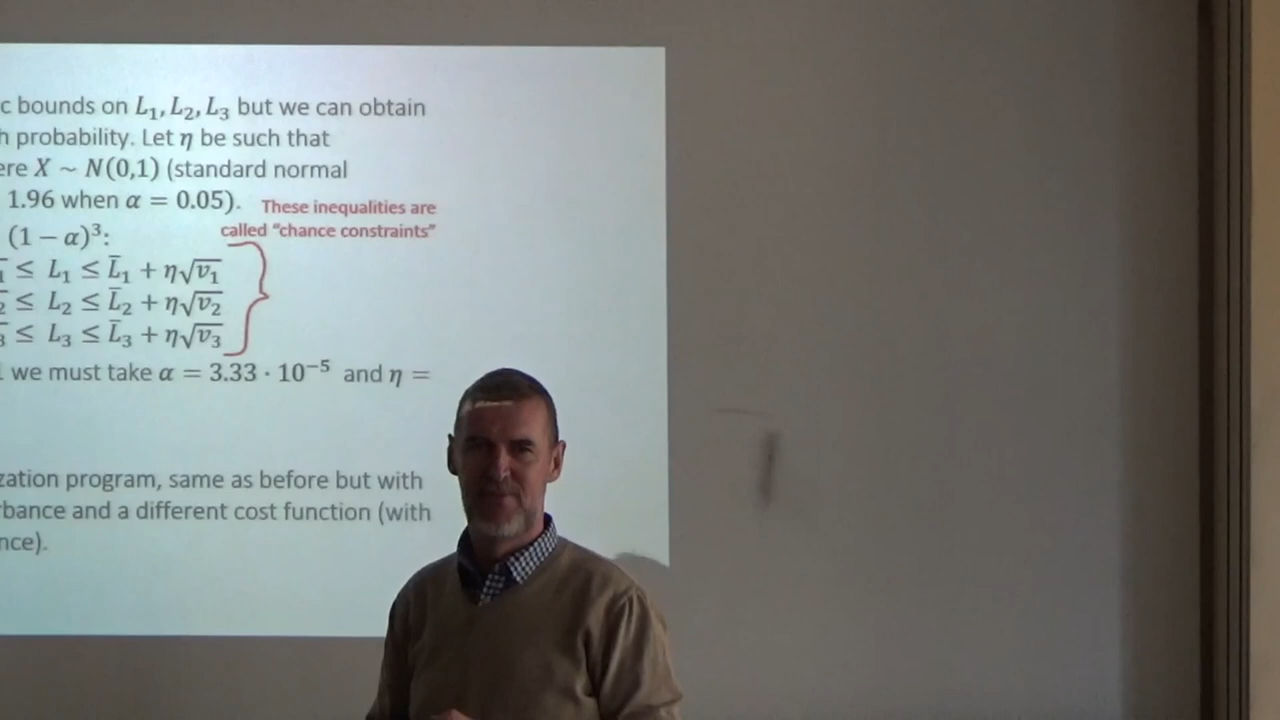 c bounds on L₁, L₂, L₃ but we can obtain
h probability. Let η be such that
ere X ~ N(0,1) (standard normal
1.96 when α = 0.05).
These inequalities are
called "chance constraints"
(1 − α)³:
≤ L₁ ≤ L̄₁ + η√v₁
≤ L₂ ≤ L̄₂ + η√v₂
≤ L₃ ≤ L̄₃ + η√v₃
we must take α = 3.33 · 10⁻⁵ and η =
zation program, same as before but with
rbance and a different cost function (with
nce).